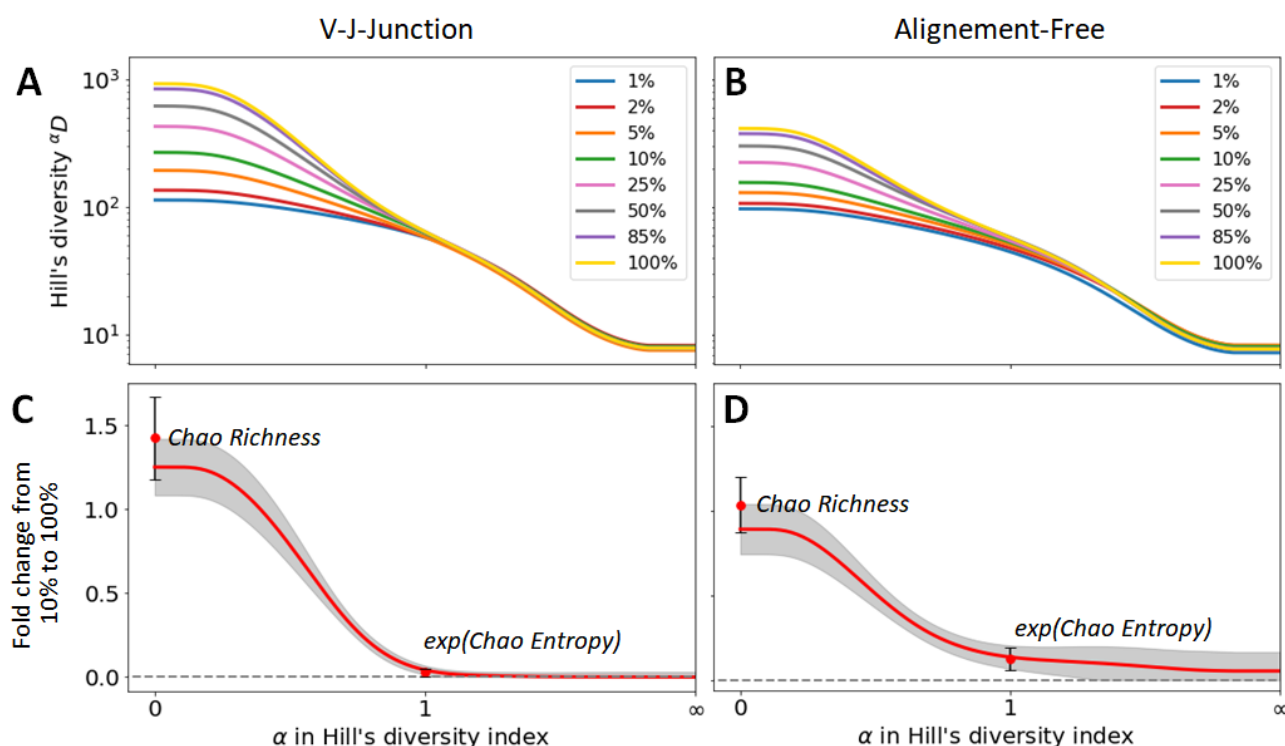 V-J-Junction
Alignement-Free
A
Hill's diversity ᵅD
10³
10²
10¹
1%
2%
5%
10%
25%
50%
85%
100%
B
1%
2%
5%
10%
25%
50%
85%
100%
C
Fold change from
10% to 100%
1.5
1.0
0.5
0.0
Chao Richness
exp(Chao Entropy)
0
1
∞
α in Hill's diversity index
D
Chao Richness
exp(Chao Entropy)
0
1
∞
α in Hill's diversity index